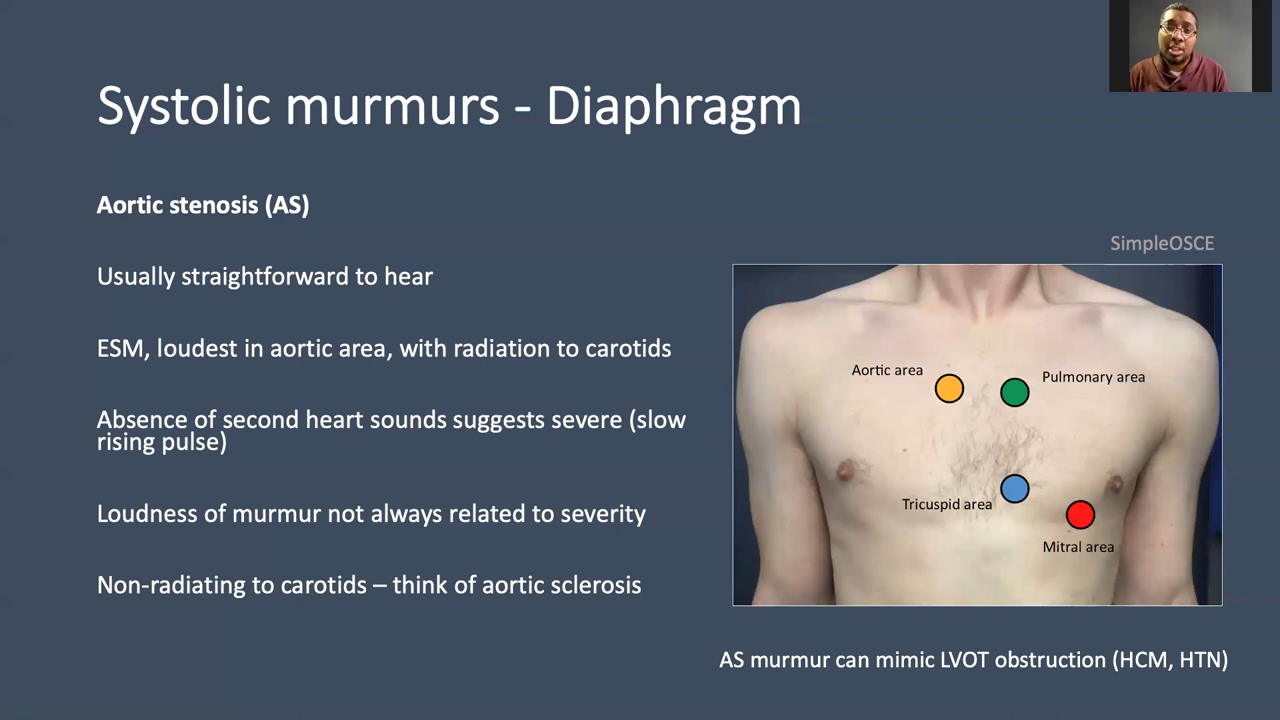 Systolic murmurs - Diaphragm
Aortic stenosis (AS)
Usually straightforward to hear
ESM, loudest in aortic area, with radiation to carotids
Absence of second heart sounds suggests severe (slow
rising pulse)
Loudness of murmur not always related to severity
Non-radiating to carotids – think of aortic sclerosis
SimpleOSCE
Aortic area
Pulmonary area
Tricuspid area
Mitral area
AS murmur can mimic LVOT obstruction (HCM, HTN)